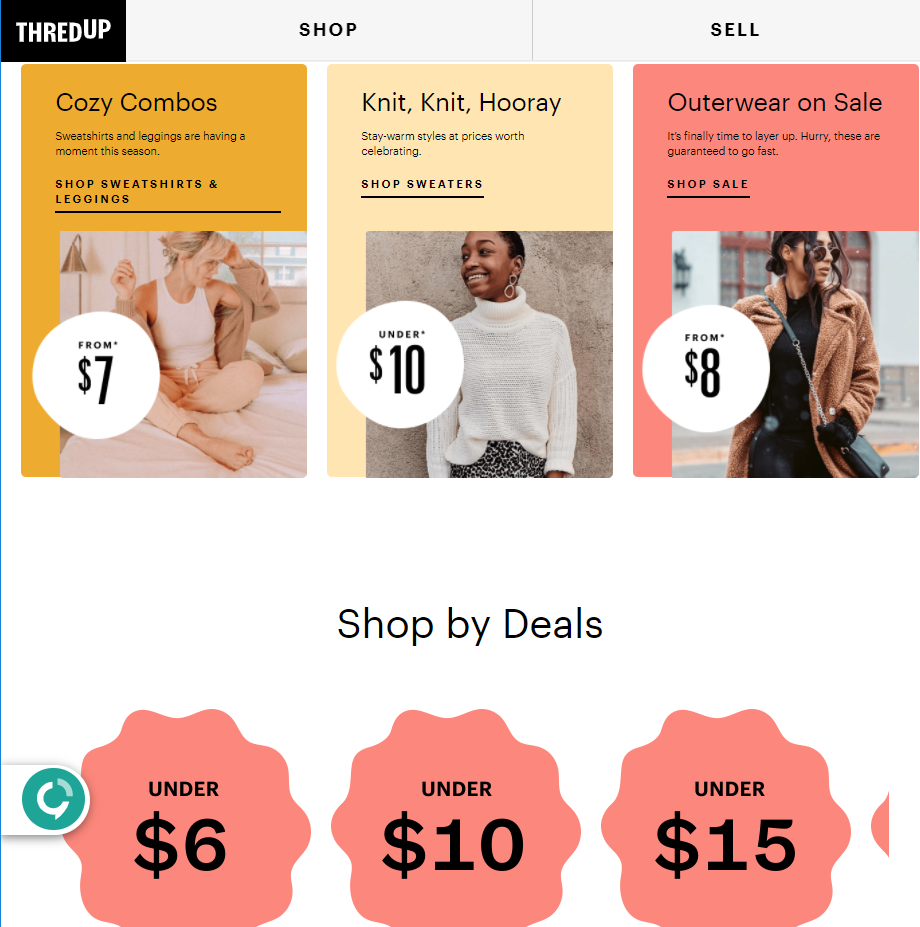 THREDUP
SHOP
SELL
Cozy Combos
Sweatshirts and leggings are having a
moment this season.
SHOP SWEATSHIRTS &
LEGGINGS
FROM*
$7
Knit, Knit, Hooray
Stay-warm styles at prices worth
celebrating.
SHOP SWEATERS
UNDER*
$10
Outerwear on Sale
It's finally time to layer up. Hurry, these are
guaranteed to go fast.
SHOP SALE
FROM*
$8
Shop by Deals
UNDER
$6
UNDER
$10
UNDER
$15